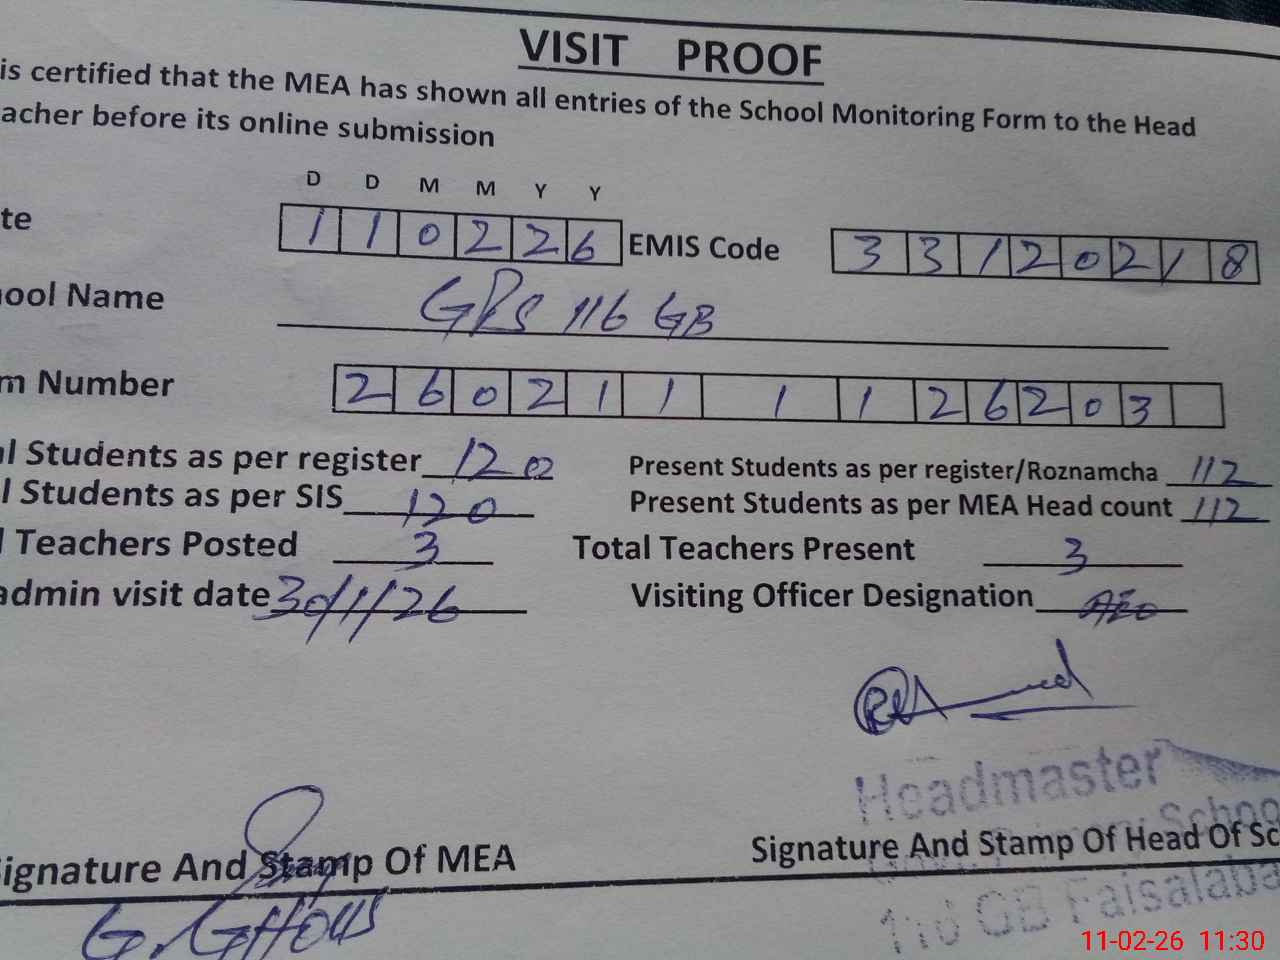 VISIT PROOF
is certified that the MEA has shown all entries of the School Monitoring Form to the Head
acher before its online submission
D D M M Y Y
te 1 1 0 2 2 6 EMIS Code 3 3 1 2 0 2 1 8
ool Name GPS 116 GB
m Number 2 6 0 2 1 1 1 1 2 6 2 0 3
l Students as per register 120 Present Students as per register/Roznamcha 112
l Students as per SIS 120 Present Students as per MEA Head count 112
l Teachers Posted 3 Total Teachers Present 3
admin visit date 30/1/26 Visiting Officer Designation AEO
Headmaster
School
ignature And Stamp Of MEA Signature And Stamp Of Head Of Sc
G. GHOUS
116 GB Faisalaba
11-02-26 11:30